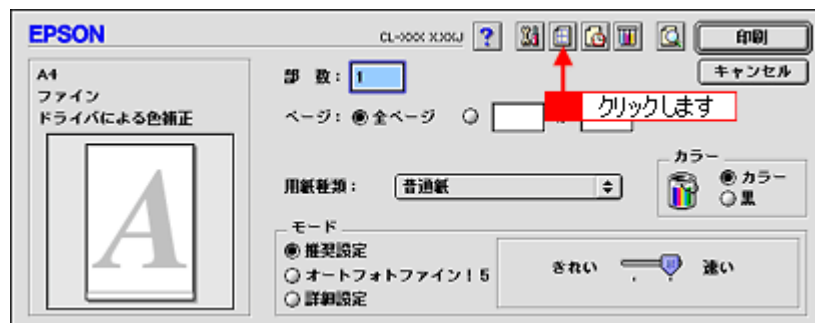 EPSON
CL-XXX X.XXJ
?
印刷
キャンセル
A4
ファイン
ドライバによる色補正
A
部 数：
1
ページ：
全ページ
クリックします
用紙種類：
普通紙
カラー
カラー
黒
モード
推奨設定
オートフォトファイン！5
詳細設定
きれい
速い